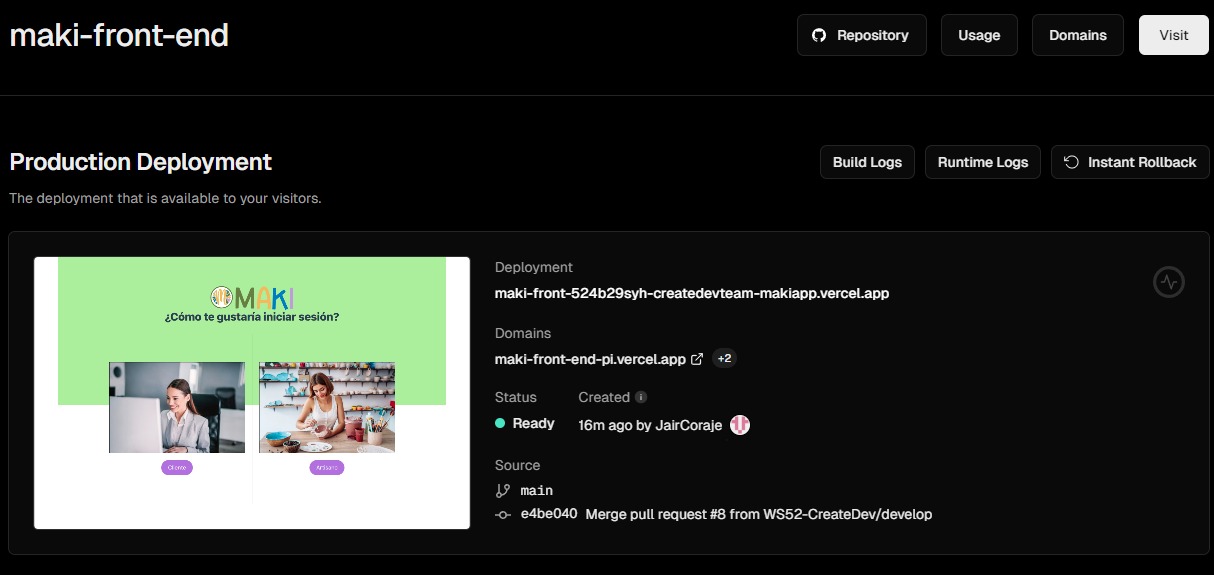 maki-front-end
Repository
Usage
Domains
Visit
Production Deployment
Build Logs
Runtime Logs
Instant Rollback
The deployment that is available to your visitors.
MAKI
¿Cómo te gustaría iniciar sesión?
Cliente
Artisano
Deployment
maki-front-524b29syh-createdevteam-makiapp.vercel.app
Domains
maki-front-end-pi.vercel.app
+2
Status
Created
Ready
16m ago by JairCoraje
Source
main
e4be040 Merge pull request #8 from WS52-CreateDev/develop